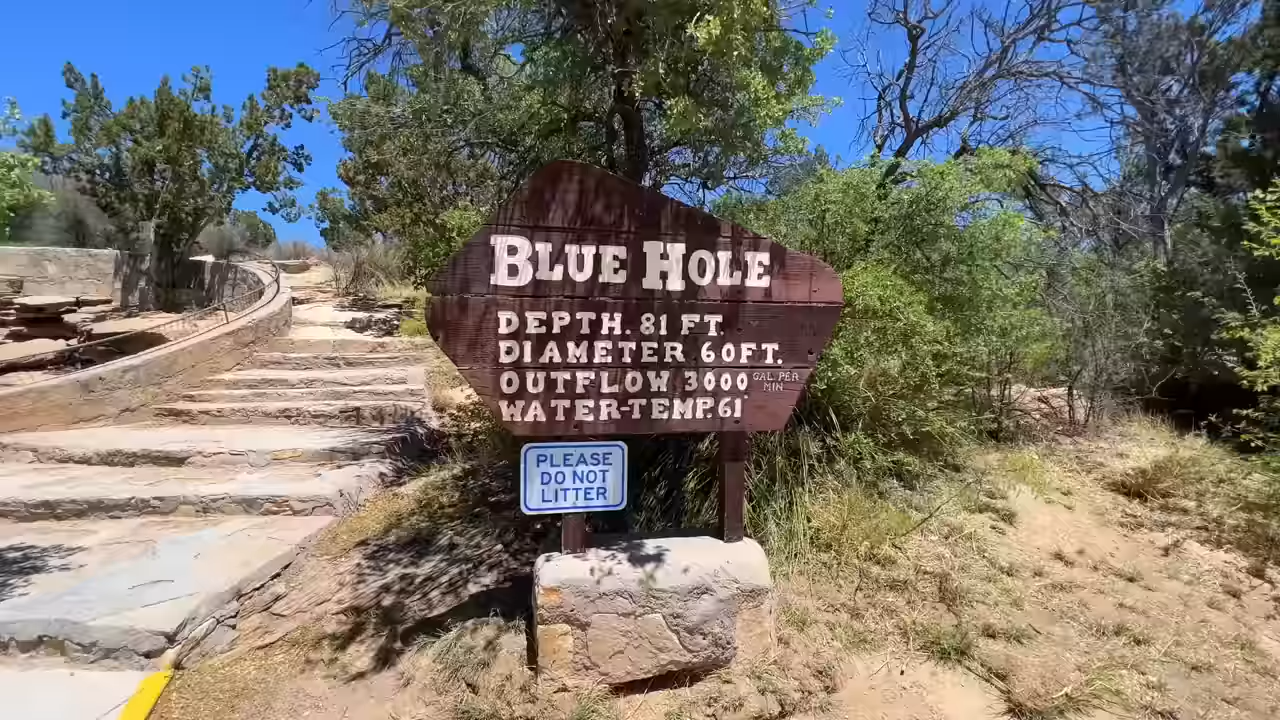 BLUE HOLE
DEPTH. 81 FT.
DIAMETER 60FT.
OUTFLOW 3000 GAL PER MIN
WATER-TEMP. 61°
PLEASE
DO NOT
LITTER